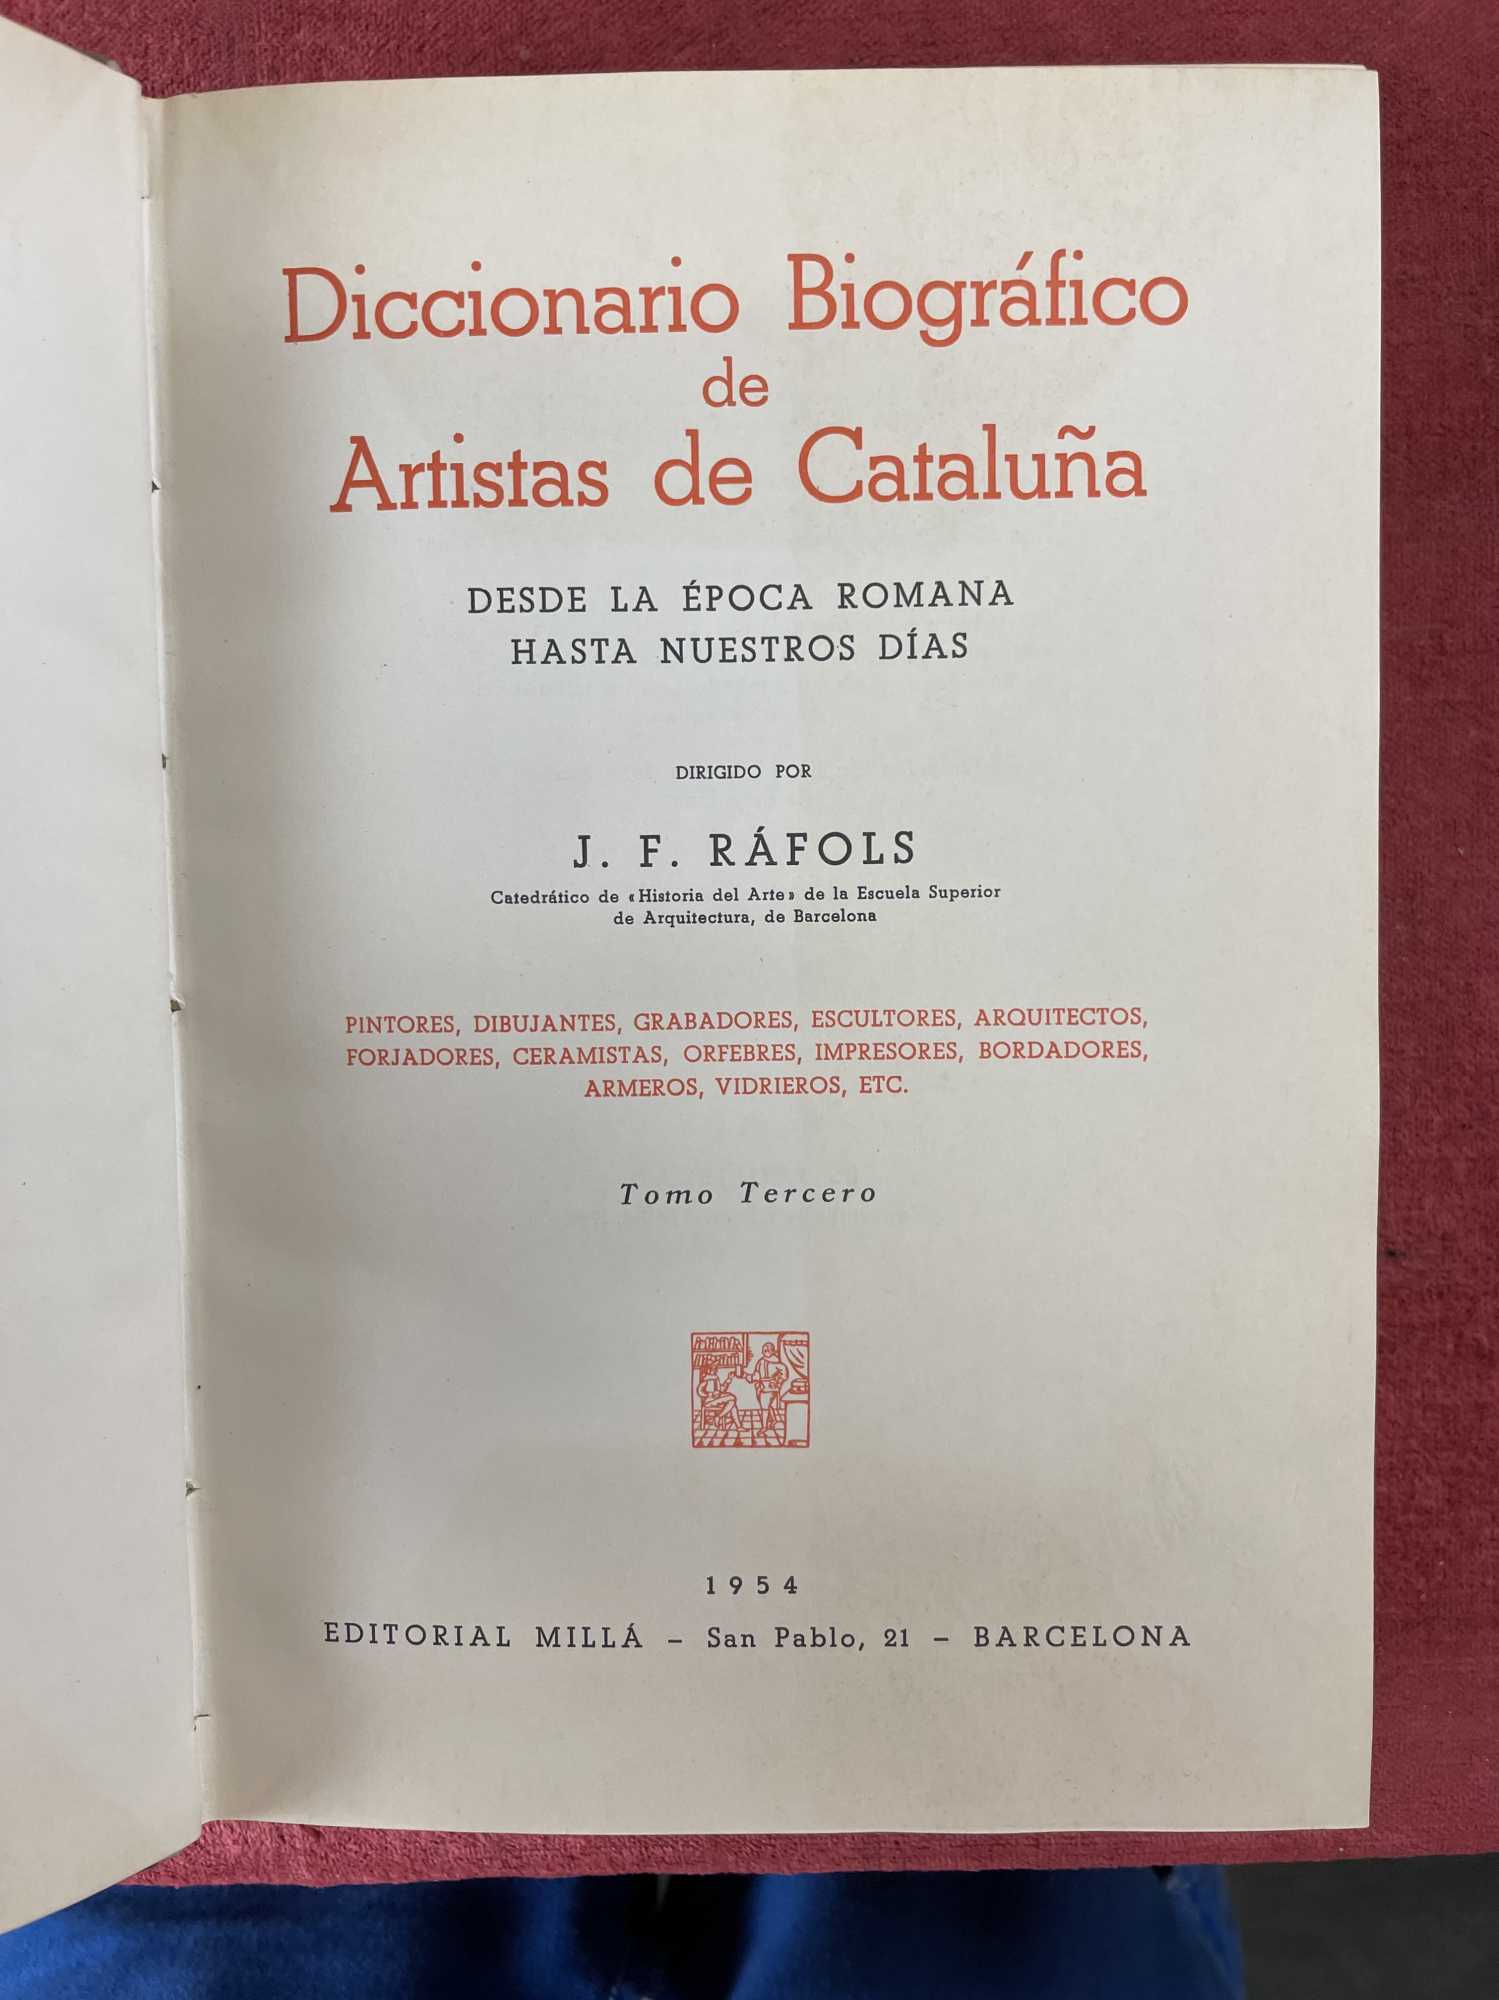 Diccionario Biográfico
de
Artistas de Cataluña
DESDE LA ÉPOCA ROMANA
HASTA NUESTROS DÍAS
DIRIGIDO POR
J. F. RÁFOLS
Catedrático de «Historia del Arte» de la Escuela Superior
de Arquitectura, de Barcelona
PINTORES, DIBUJANTES, GRABADORES, ESCULTORES, ARQUITECTOS,
FORJADORES, CERAMISTAS, ORFEBRES, IMPRESORES, BORDADORES,
ARMEROS, VIDRIEROS, ETC.
Tomo Tercero
1954
EDITORIAL MILLÁ – San Pablo, 21 – BARCELONA